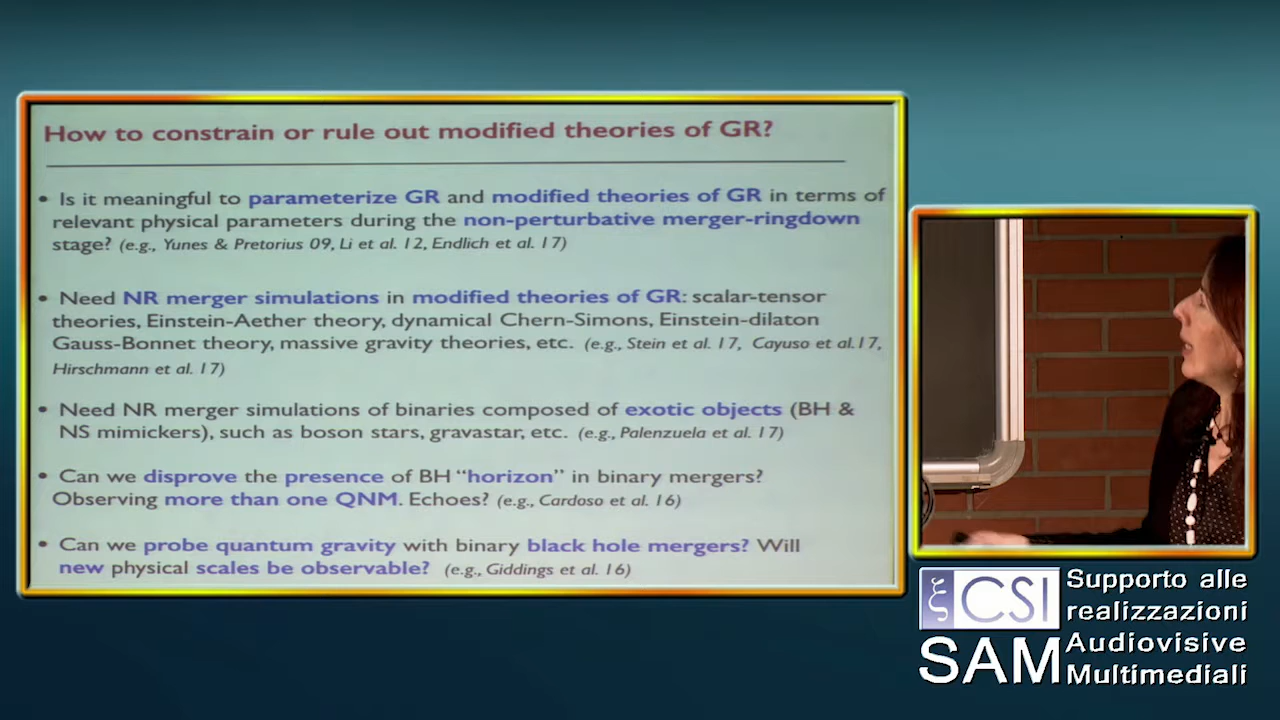 How to constrain or rule out modified theories of GR?
• Is it meaningful to parameterize GR and modified theories of GR in terms of
relevant physical parameters during the non-perturbative merger-ringdown
stage? (e.g., Yunes & Pretorius 09, Li et al. 12, Endlich et al. 17)
• Need NR merger simulations in modified theories of GR: scalar-tensor
theories, Einstein-Aether theory, dynamical Chern-Simons, Einstein-dilaton
Gauss-Bonnet theory, massive gravity theories, etc. (e.g., Stein et al. 17, Cayuso et al.17,
Hirschmann et al. 17)
• Need NR merger simulations of binaries composed of exotic objects (BH &
NS mimickers), such as boson stars, gravastar, etc. (e.g., Palenzuela et al. 17)
• Can we disprove the presence of BH “horizon” in binary mergers?
Observing more than one QNM. Echoes? (e.g., Cardoso et al. 16)
• Can we probe quantum gravity with binary black hole mergers? Will
new physical scales be observable? (e.g., Giddings et al. 16)
ξ CSI
SAM
Supporto alle
realizzazioni
Audiovisive
Multimediali